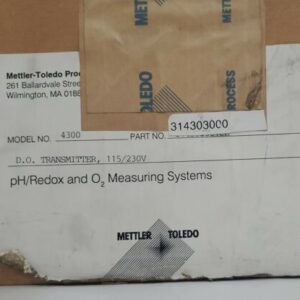 Mettler-Toledo Proc
261 Ballardvale Stree
Wilmington, MA 0188
METTLER
TOLEDO
PROCESS
314303000
MODEL NO. 4300 PART NO.
D.O. TRANSMITTER, 115/230V
pH/Redox and O2 Measuring Systems
METTLER TOLEDO